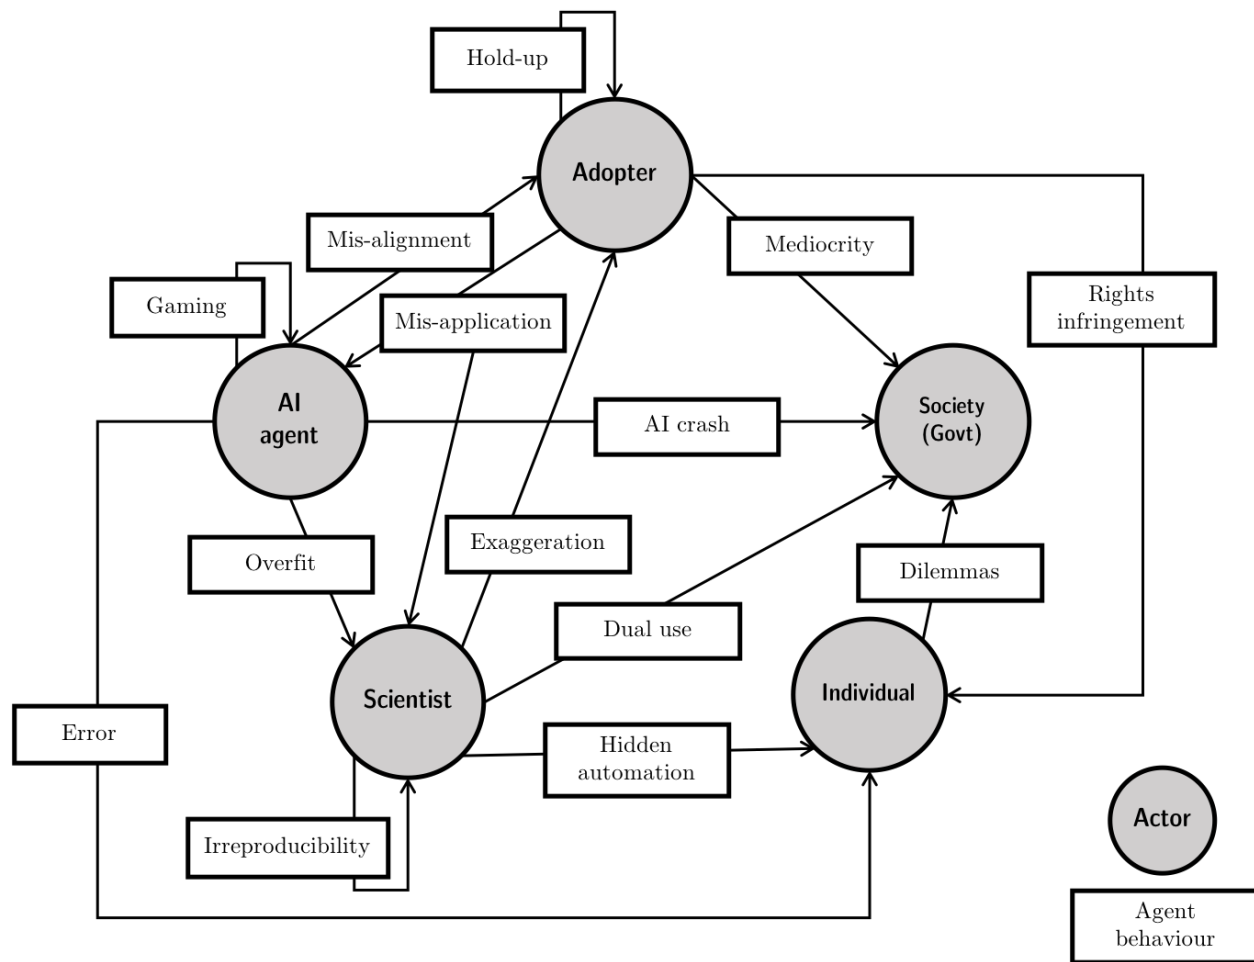 Hold-up
Adopter
Mis-alignment
Mediocrity
Gaming
Mis-application
Rights
infringement
AI
agent
AI crash
Society
(Govt)
Overfit
Exaggeration
Dilemmas
Dual use
Scientist
Individual
Error
Hidden
automation
Irreproducibility
Actor
Agent
behaviour